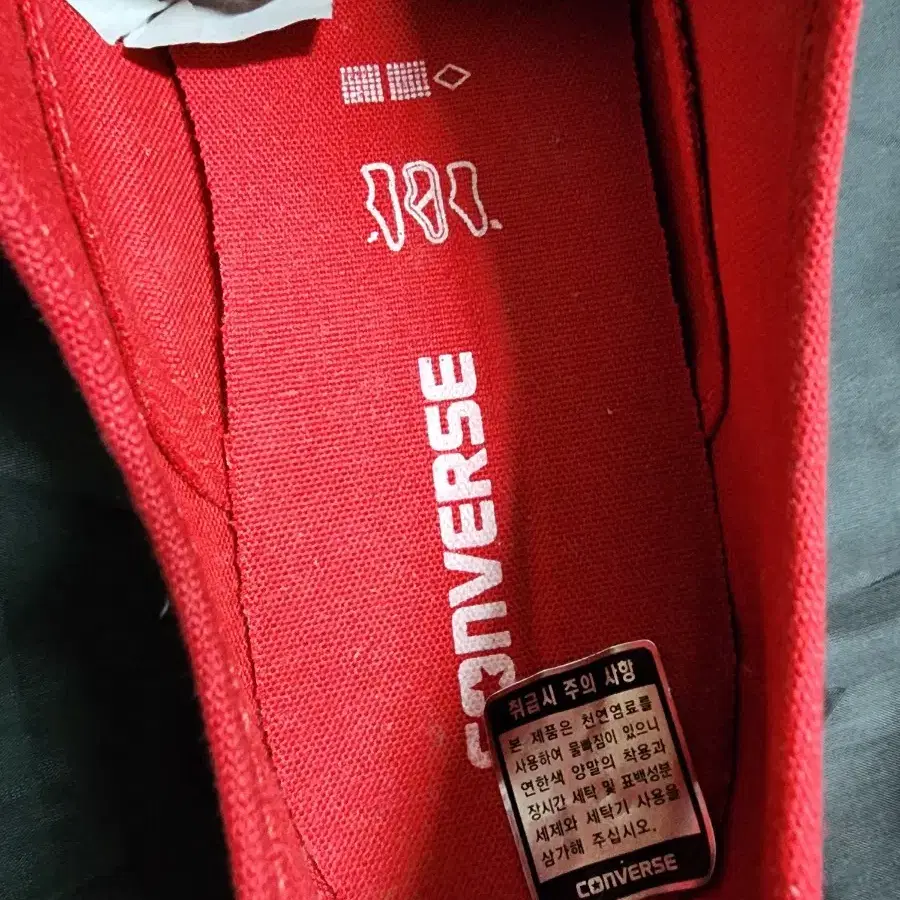 CONVERSE
취급시 주의 사항
본 제품은 천연염료를
사용하여 물빠짐이 있으니
연한색 양말의 착용과
장시간 세탁 및 표백성분
세제와 세탁기 사용을
삼가해 주십시오.
CONVERSE